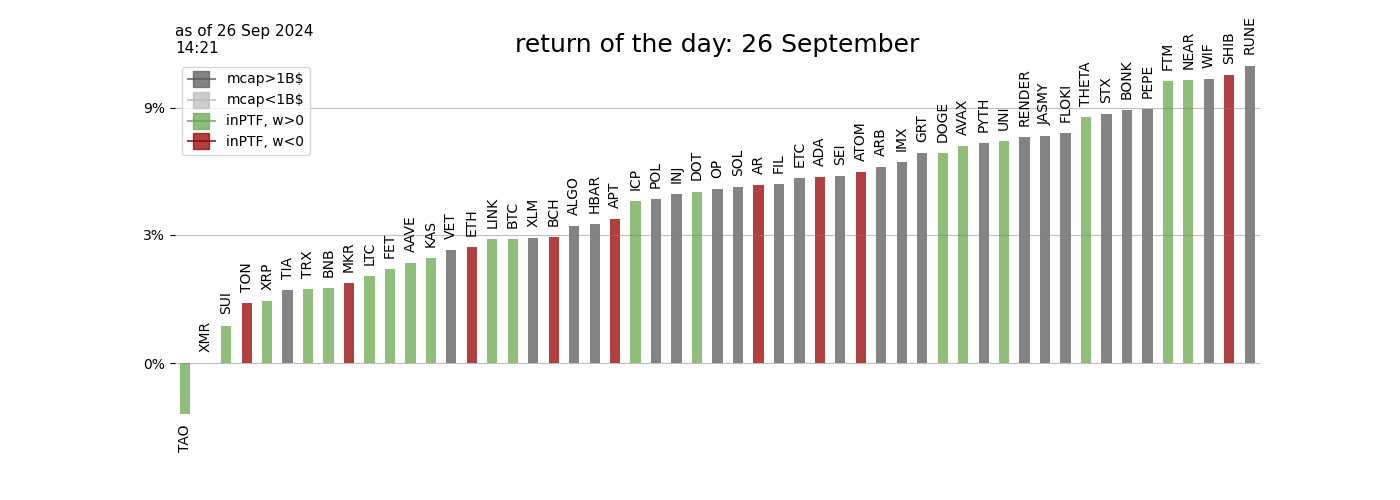 as of 26 Sep 2024
14:21
return of the day: 26 September
mcap>1B$
mcap<1B$
inPTF, w>0
inPTF, w<0
9%
3%
0%
TAO
XMR
SUI
TON
XRP
TIA
TRX
BNB
MKR
LTC
FET
AAVE
KAS
VET
ETH
LINK
BTC
XLM
BCH
ALGO
HBAR
APT
ICP
POL
INJ
DOT
OP
SOL
AR
FIL
ETC
ADA
SEI
ATOM
ARB
IMX
GRT
DOGE
AVAX
PYTH
UNI
RENDER
JASMY
FLOKI
THETA
STX
BONK
PEPE
FTM
NEAR
WIF
SHIB
RUNE